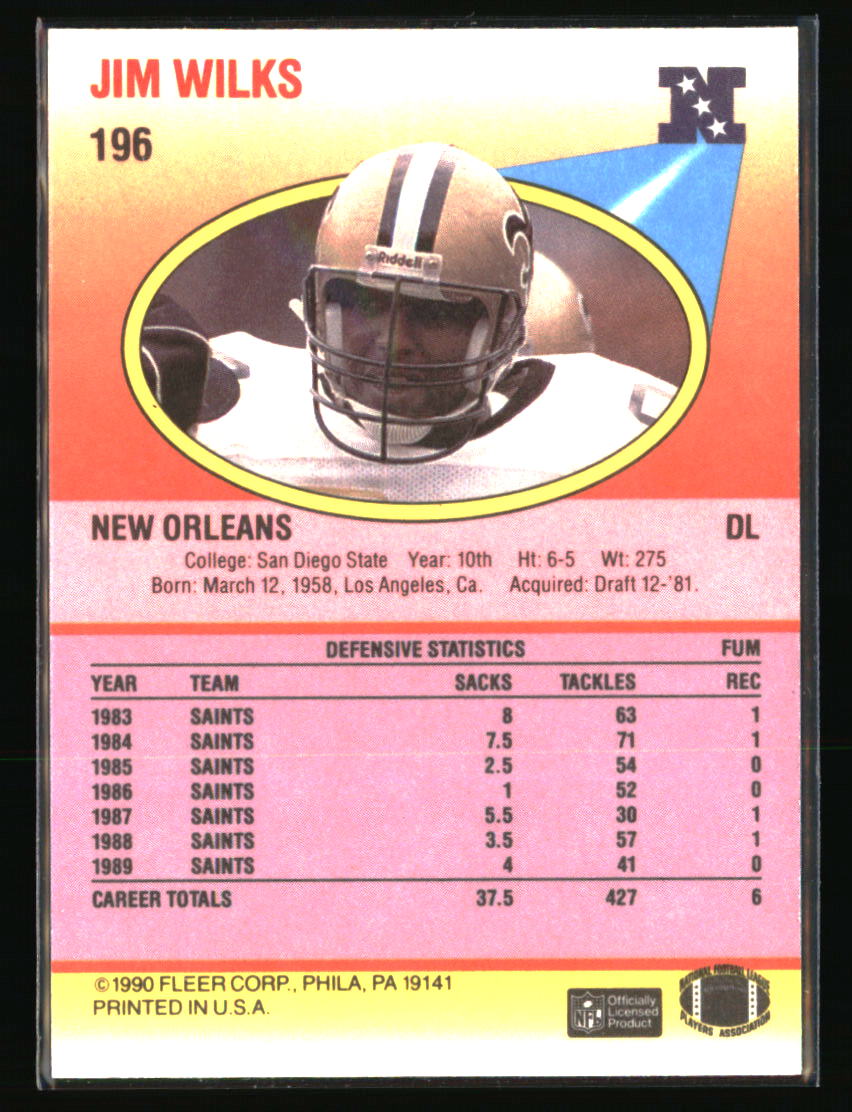 JIM WILKS
196
N
Riddell
NEW ORLEANS DL
College: San Diego State Year: 10th Ht: 6-5 Wt: 275
Born: March 12, 1958, Los Angeles, Ca. Acquired: Draft 12-'81.
DEFENSIVE STATISTICS FUM
YEAR TEAM SACKS TACKLES REC
1983 SAINTS 8 63 1
1984 SAINTS 7.5 71 1
1985 SAINTS 2.5 54 0
1986 SAINTS 1 52 0
1987 SAINTS 5.5 30 1
1988 SAINTS 3.5 57 1
1989 SAINTS 4 41 0
CAREER TOTALS 37.5 427 6
©1990 FLEER CORP., PHILA, PA 19141
PRINTED IN U.S.A.
NFL
Officially
Licensed
Product
NATIONAL FOOTBALL LEAGUE
PLAYERS ASSOCIATION